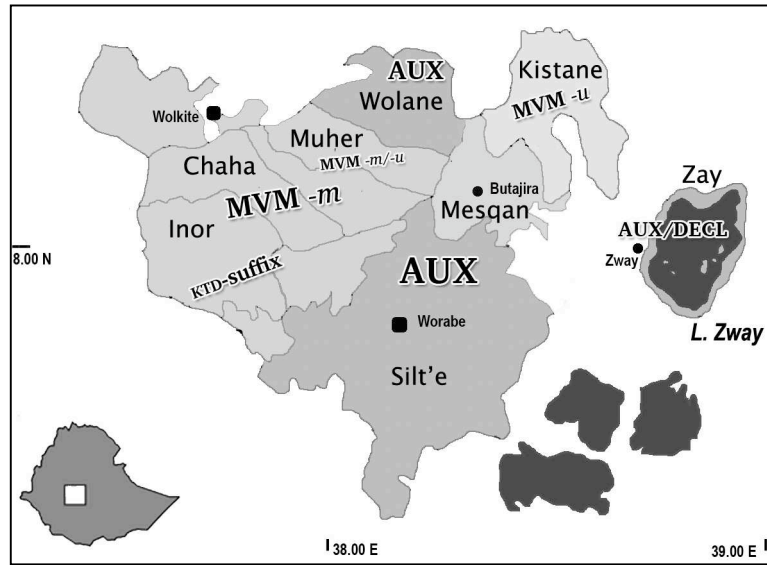 Kistane
AUX
Wolane
MVM -u
Wolkite
Muher
MVM -m/-u
Chaha
Zay
Butajira
MVM -m
Mesqan
Inor
AUX/DECL
8.00 N
Zway
KTD-suffix
AUX
Worabe
L. Zway
Silt'e
38.00 E
39.00 E